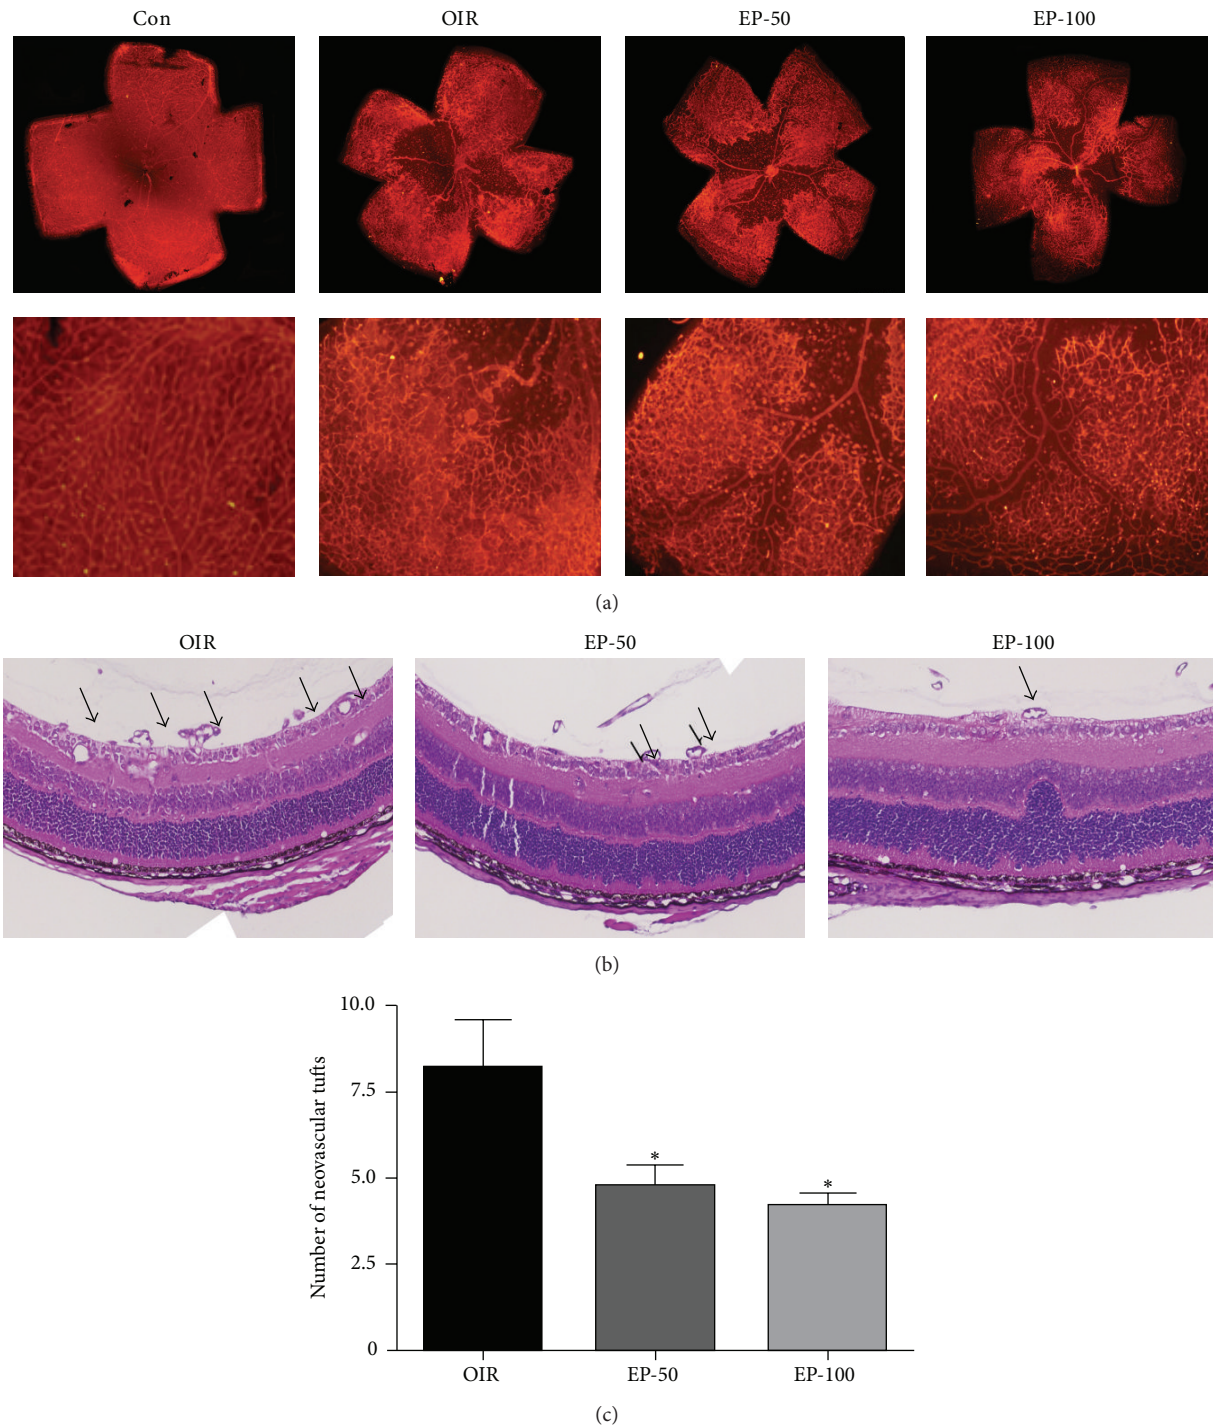 Con OIR EP-50 EP-100
(a)
OIR EP-50 EP-100
(b)
10.0
7.5
5.0
2.5
0
Number of neovascular tufts
* *
OIR EP-50 EP-100
(c)